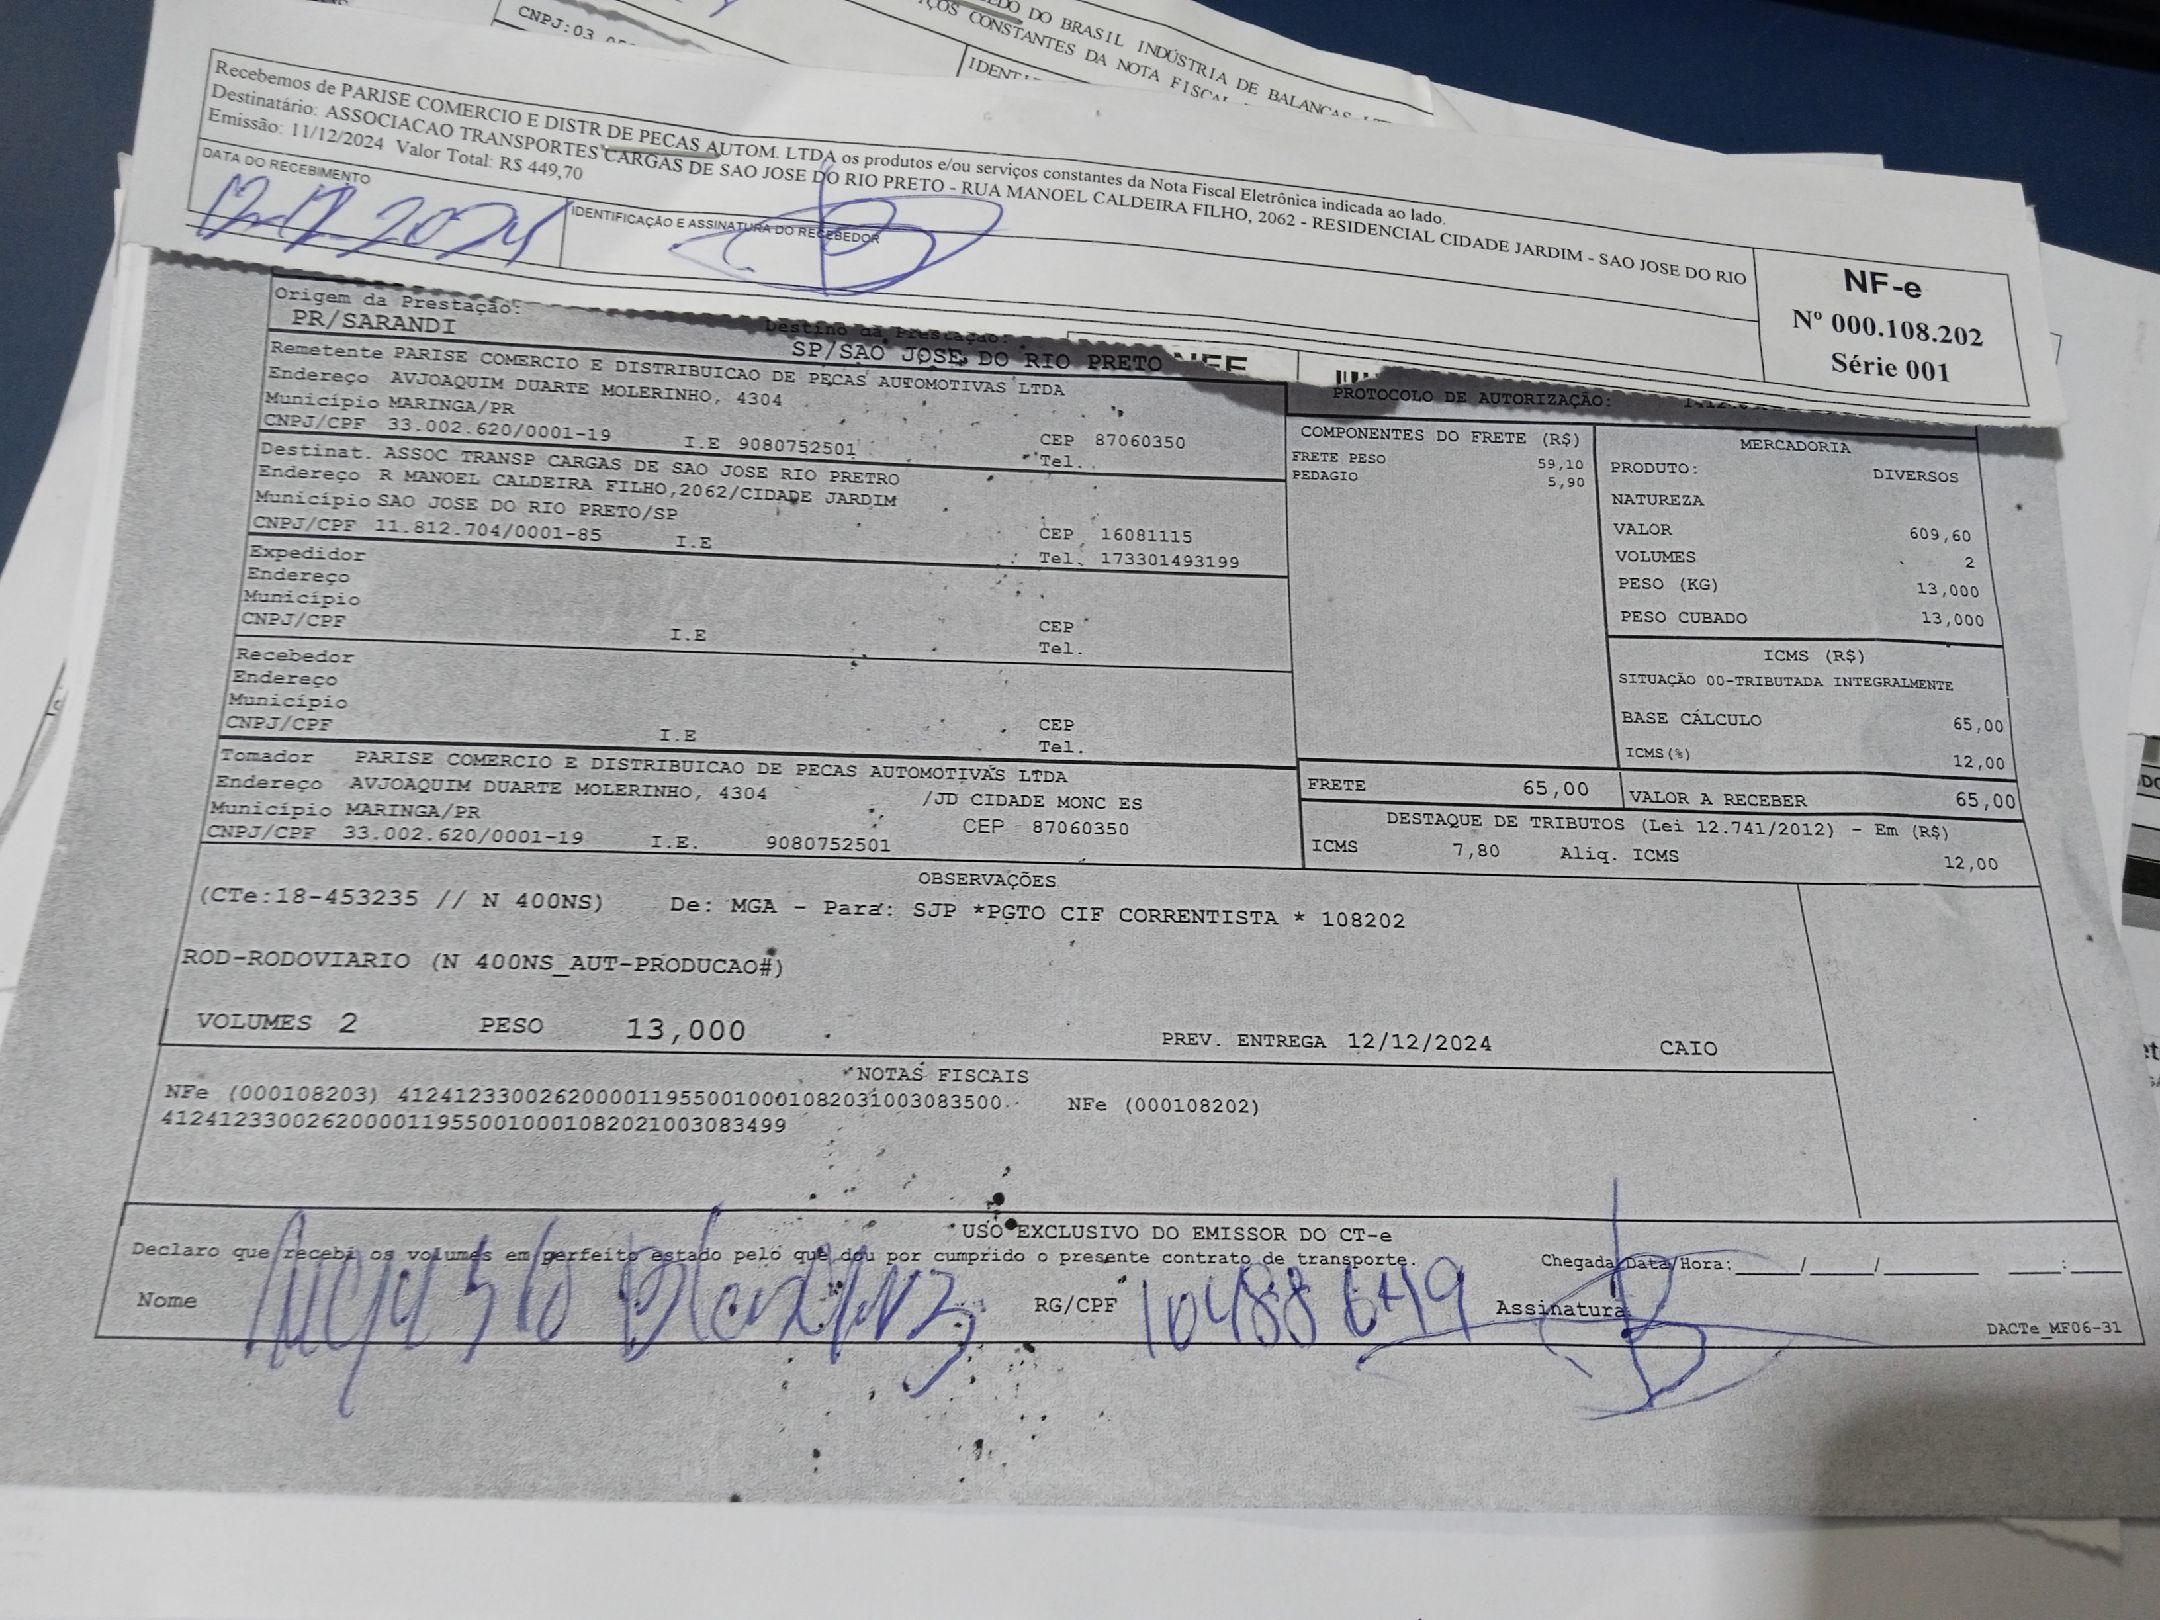 CNPJ:03
DO BRASIL INDÚSTRIA DE BALANÇAS
CONSTANTES DA NOTA FISCAL
Recebemos de PARISE COMERCIO E DISTR DE PECAS AUTOM. LTDA os produtos e/ou serviços constantes da Nota Fiscal Eletrônica indicada ao lado.
Destinatário: ASSOCIACAO TRANSPORTES CARGAS DE SAO JOSE DO RIO PRETO - RUA MANOEL CALDEIRA FILHO, 2062 - RESIDENCIAL CIDADE JARDIM - SAO JOSE DO RIO
Emissão: 11/12/2024 Valor Total: R$ 449,70
DATA DO RECEBIMENTO
12-12-2024
IDENTIFICAÇÃO E ASSINATURA DO RECEBEDOR
NF-e
Nº 000.108.202
Série 001
Origem da Prestação:
PR/SARANDI
Destino da Prestação:
SP/SAO JOSE DO RIO PRETO
Remetente PARISE COMERCIO E DISTRIBUICAO DE PECAS AUTOMOTIVAS LTDA
Endereço AVJOAQUIM DUARTE MOLERINHO, 4304
Município MARINGA/PR
CEP 87060350
CNPJ/CPF 33.002.620/0001-19 I.E 9080752501 Tel.
Destinat. ASSOC TRANSP CARGAS DE SAO JOSE RIO PRETRO
Endereço R MANOEL CALDEIRA FILHO,2062/CIDADE JARDIM
Município SAO JOSE DO RIO PRETO/SP CEP 16081115
CNPJ/CPF 11.812.704/0001-85 I.E Tel. 173301493199
Expedidor
Endereço
Município CEP
CNPJ/CPF I.E Tel.
Recebedor
Endereço
Município CEP
CNPJ/CPF I.E Tel.
Tomador PARISE COMERCIO E DISTRIBUICAO DE PECAS AUTOMOTIVAS LTDA
Endereço AVJOAQUIM DUARTE MOLERINHO, 4304 /JD CIDADE MONC ES
Município MARINGA/PR CEP 87060350
CNPJ/CPF 33.002.620/0001-19 I.E. 9080752501
PROTOCOLO DE AUTORIZAÇÃO:
COMPONENTES DO FRETE (R$)
FRETE PESO 59,10
PEDAGIO 5,90
MERCADORIA
PRODUTO: DIVERSOS
NATUREZA
VALOR 609,60
VOLUMES 2
PESO (KG) 13,000
PESO CUBADO 13,000
ICMS (R$)
SITUAÇÃO 00-TRIBUTADA INTEGRALMENTE
BASE CÁLCULO 65,00
ICMS(%) 12,00
FRETE 65,00 VALOR A RECEBER 65,00
DESTAQUE DE TRIBUTOS (Lei 12.741/2012) - Em (R$)
ICMS 7,80 Aliq. ICMS 12,00
OBSERVAÇÕES
(CTe:18-453235 // N 400NS) De: MGA - Para: SJP *PGTO CIF CORRENTISTA * 108202
ROD-RODOVIARIO (N 400NS_AUT-PRODUCAO#)
VOLUMES 2 PESO 13,000 PREV. ENTREGA 12/12/2024 CAIO
NOTAS FISCAIS
NFe (000108203) 41241233002620000119550010001082031003083500 NFe (000108202)
41241233002620000119550010001082021003083499
USO EXCLUSIVO DO EMISSOR DO CT-e
Declaro que recebi os volumes em perfeito estado pelo que dou por cumprido o presente contrato de transporte. Chegada Data/Hora:____/____/______ ___:___
Nome RG/CPF Assinatura
DACTe_MF06-31